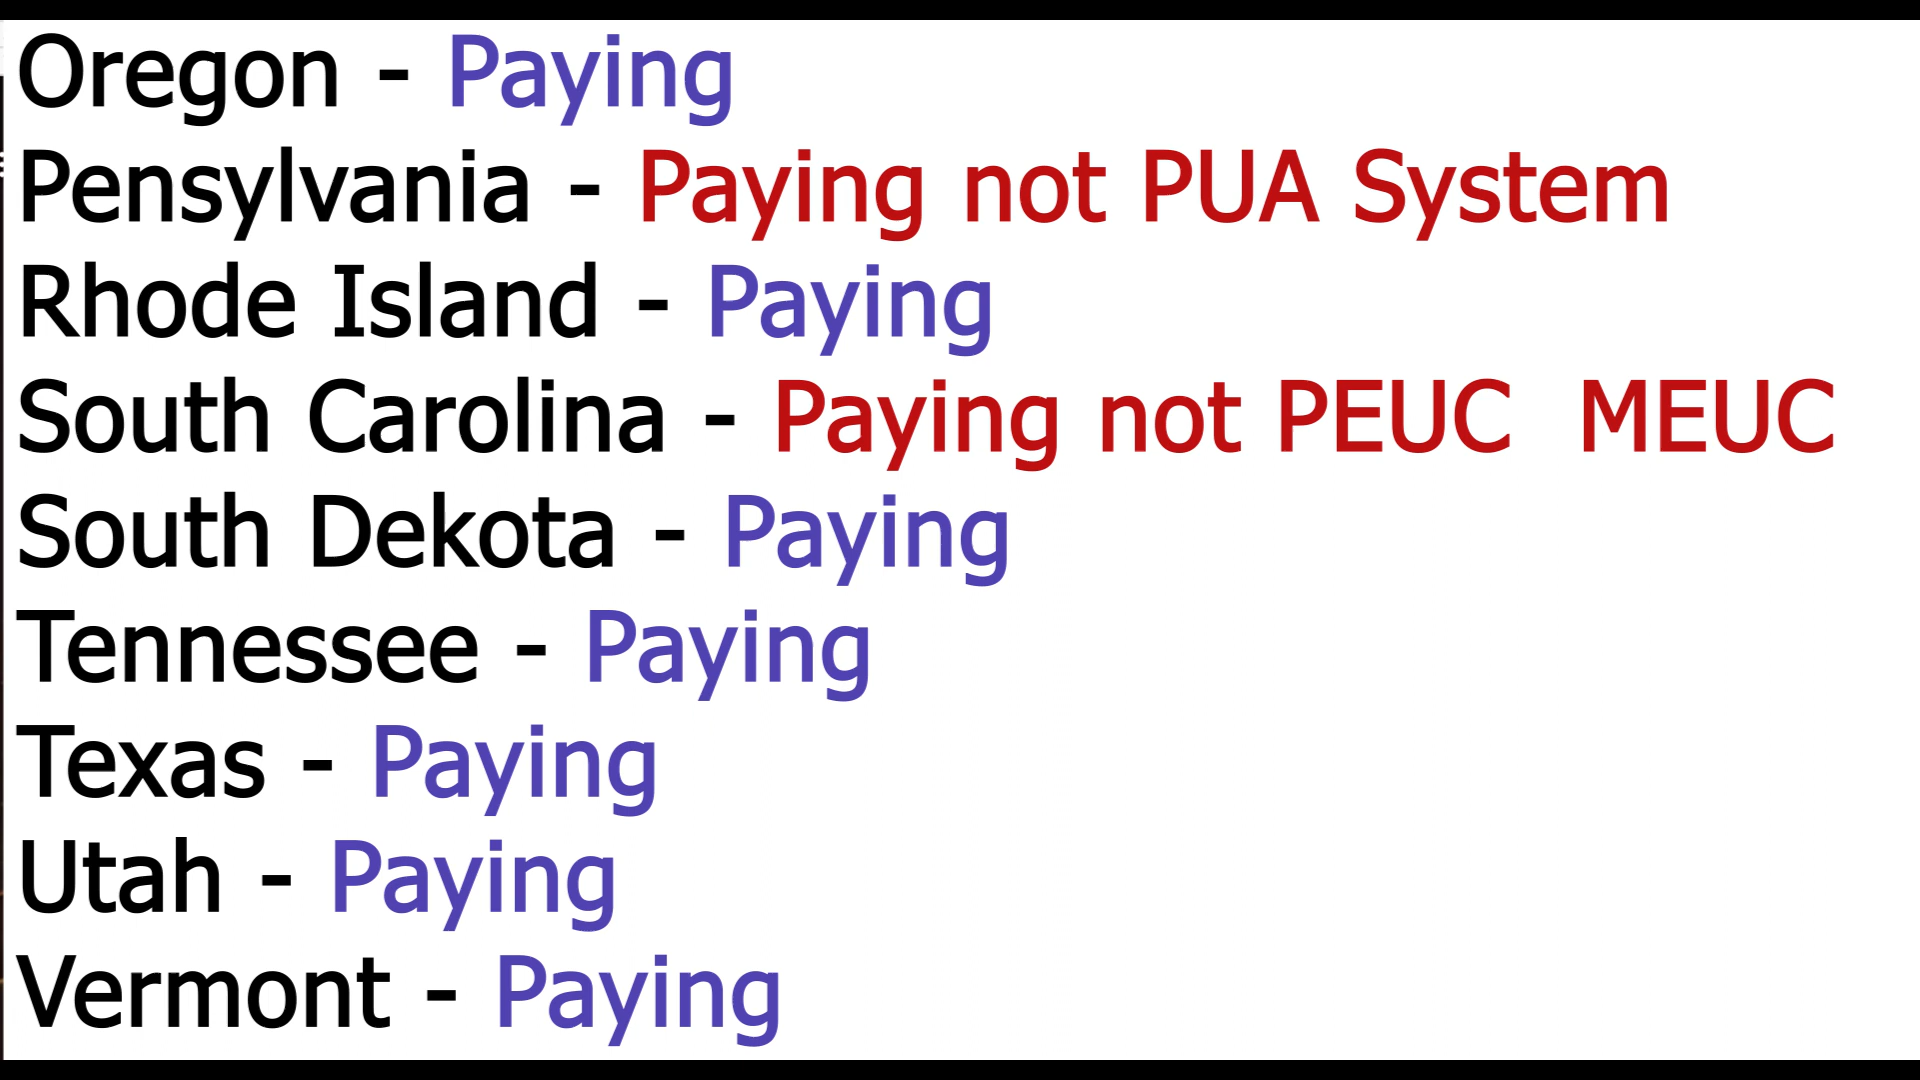 Oregon - Paying
Pensylvania - Paying not PUA System
Rhode Island - Paying
South Carolina - Paying not PEUC  MEUC
South Dekota - Paying
Tennessee - Paying
Texas - Paying
Utah - Paying
Vermont - Paying